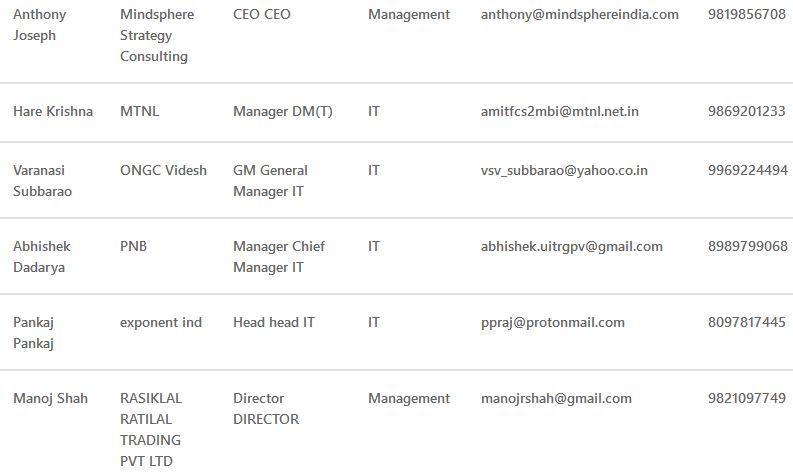 Anthony Mindsphere CEO CEO Management anthony@mindsphereindia.com 9819856708
Joseph Strategy
Consulting
Hare Krishna MTNL Manager DM(T) IT amitfcs2mbi@mtnl.net.in 9869201233
Varanasi ONGC Videsh GM General IT vsv_subbarao@yahoo.co.in 9969224494
Subbarao Manager IT
Abhishek PNB Manager Chief IT abhishek.uitrgpv@gmail.com 8989799068
Dadarya Manager IT
Pankaj exponent ind Head head IT IT ppraj@protonmail.com 8097817445
Pankaj
Manoj Shah RASIKLAL Director Management manojrshah@gmail.com 9821097749
RATILAL DIRECTOR
TRADING
PVT LTD